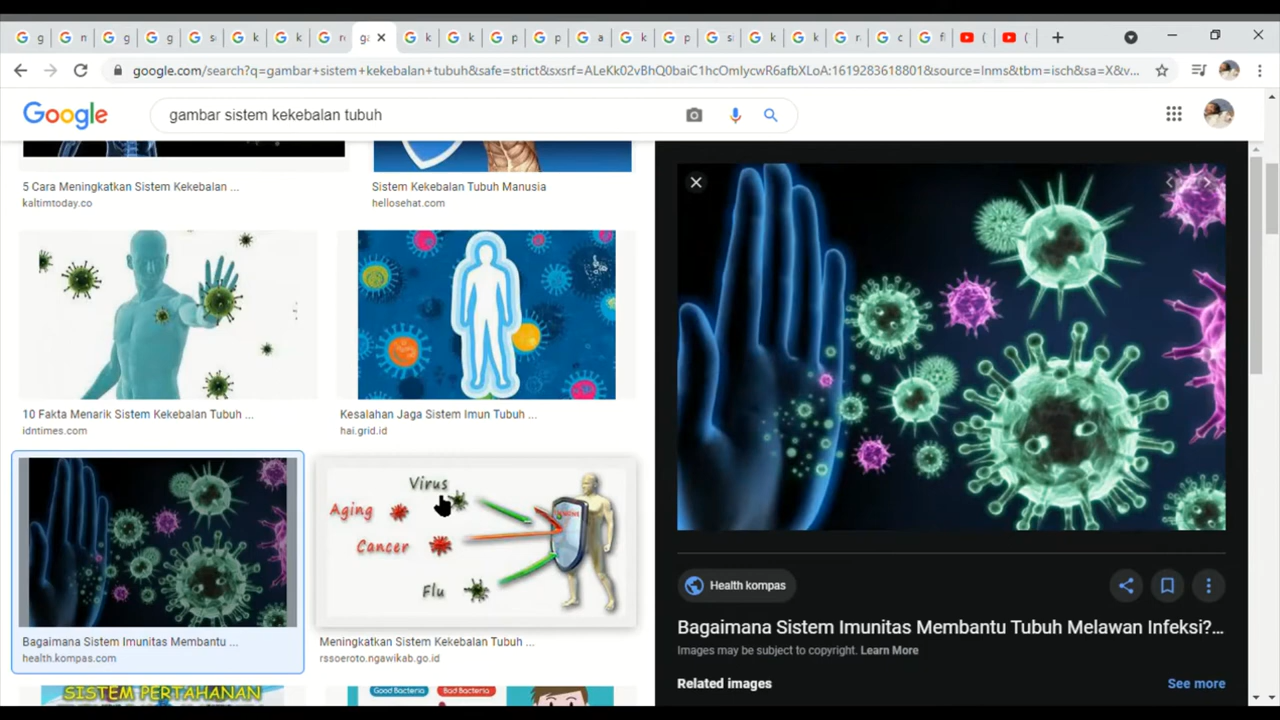 g
n
g
g
s
k
k
r
ga
k
k
p
p
a
k
p
s
k
k
r
c
f
(
(
google.com/search?q=gambar+sistem+kekebalan+tubuh&safe=strict&sxsrf=ALeKk02vBhQ0baiC1hcOmlycwR6afbXLoA:1619283618801&source=lnms&tbm=isch&sa=X&v...
Google
gambar sistem kekebalan tubuh
5 Cara Meningkatkan Sistem Kekebalan ...
kaltimtoday.co
Sistem Kekebalan Tubuh Manusia
hellosehat.com
10 Fakta Menarik Sistem Kekebalan Tubuh ...
idntimes.com
Kesalahan Jaga Sistem Imun Tubuh ...
hai.grid.id
Virus
Aging
Cancer
Flu
Bagaimana Sistem Imunitas Membantu ...
health.kompas.com
Meningkatkan Sistem Kekebalan Tubuh ...
rssoeroto.ngawikab.go.id
SISTEM PERTAHANAN
Good Bacteria
Bad Bacteria
Health kompas
Bagaimana Sistem Imunitas Membantu Tubuh Melawan Infeksi?...
Images may be subject to copyright. Learn More
Related images
See more